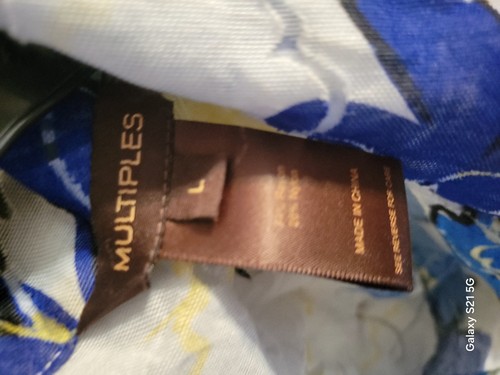 MULTIPLES
L
MADE IN CHINA
SEE REVERSE FOR CARE
Galaxy S21 5G